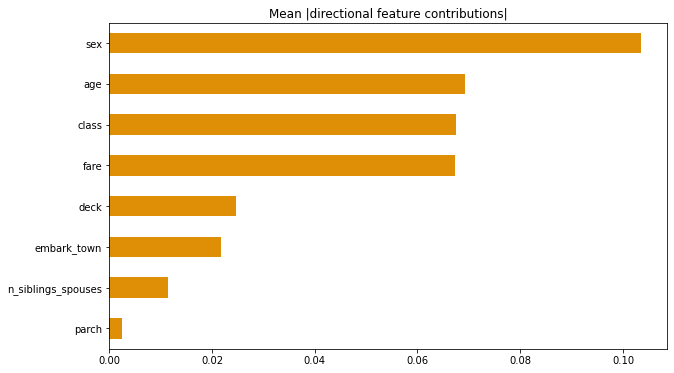 Mean |directional feature contributions|
sex
age
class
fare
deck
embark_town
n_siblings_spouses
parch
0.00 0.02 0.04 0.06 0.08 0.10